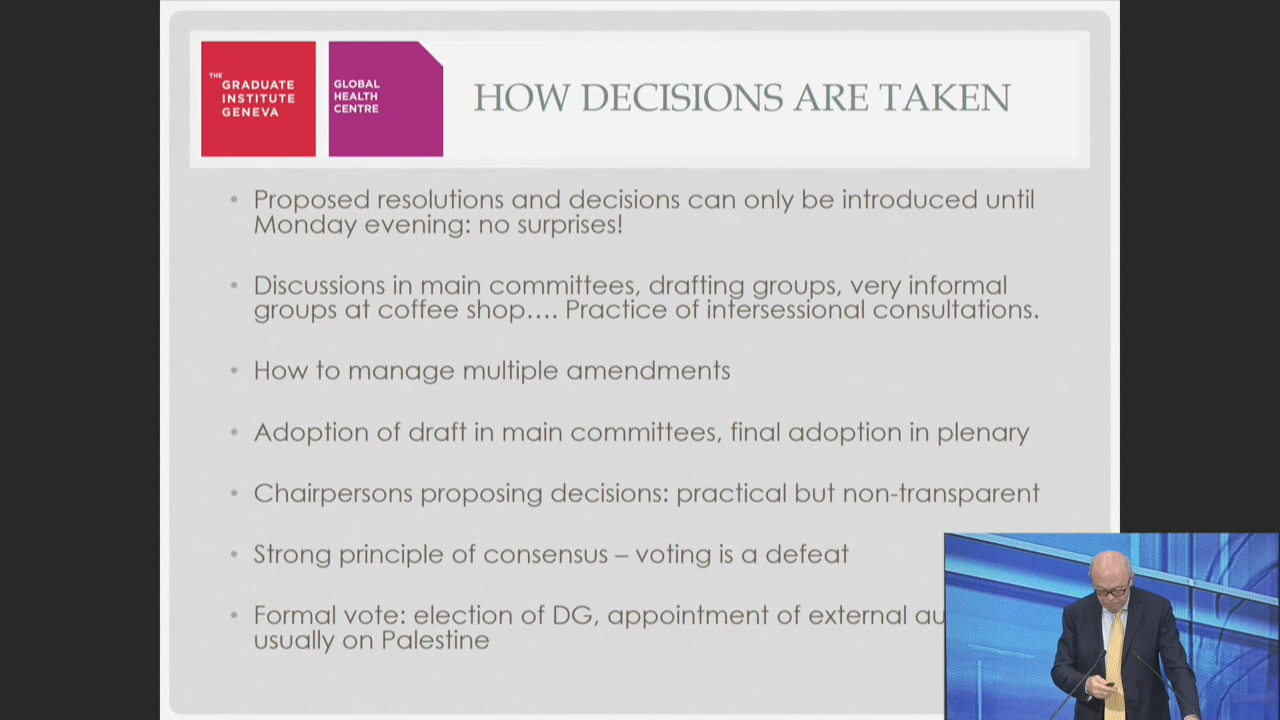 THE
GRADUATE
INSTITUTE
GENEVA
GLOBAL
HEALTH
CENTRE
HOW DECISIONS ARE TAKEN
• Proposed resolutions and decisions can only be introduced until
Monday evening: no surprises!
• Discussions in main committees, drafting groups, very informal
groups at coffee shop.... Practice of intersessional consultations.
• How to manage multiple amendments
• Adoption of draft in main committees, final adoption in plenary
• Chairpersons proposing decisions: practical but non-transparent
• Strong principle of consensus – voting is a defeat
• Formal vote: election of DG, appointment of external
usually on Palestine